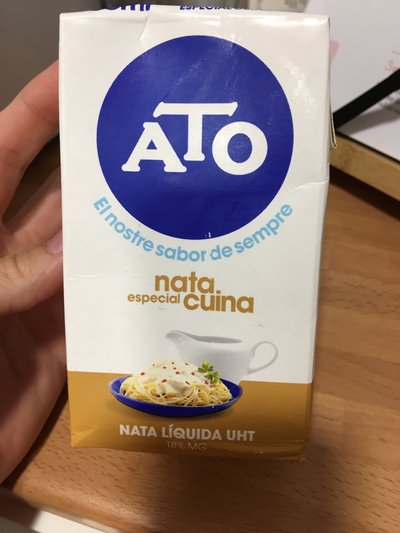 ATO
El nostre sabor de sempre
nata
especial cuina
NATA LÍQUIDA UHT
18% MG